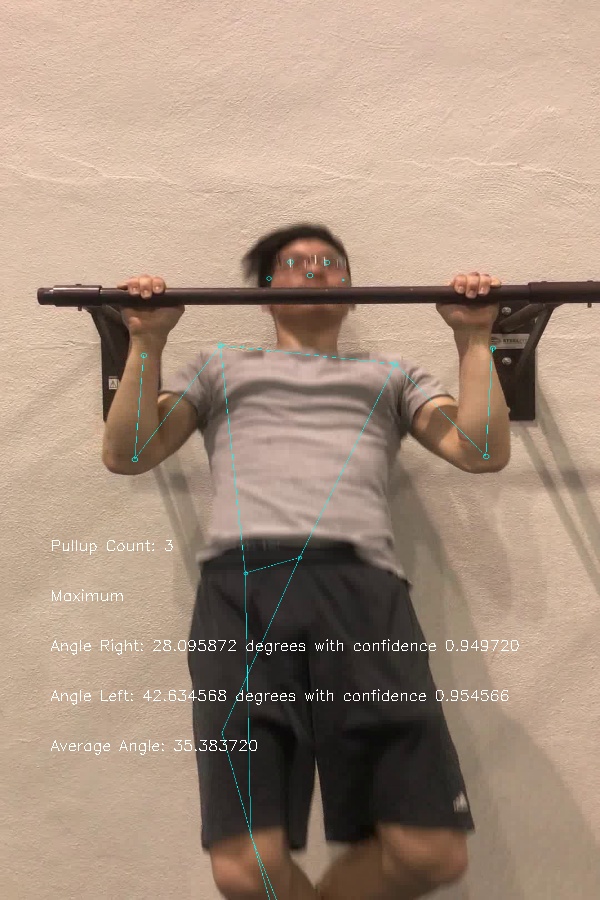 Pullup Count: 3
Maximum
Angle Right: 28.095872 degrees with confidence 0.949720
Angle Left: 42.634568 degrees with confidence 0.954566
Average Angle: 35.383720